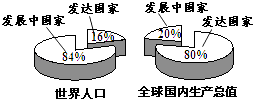 发展中国家 发达国家
16%
84%
世界人口
发展中国家 发达国家
20%
80%
全球国内生产总值